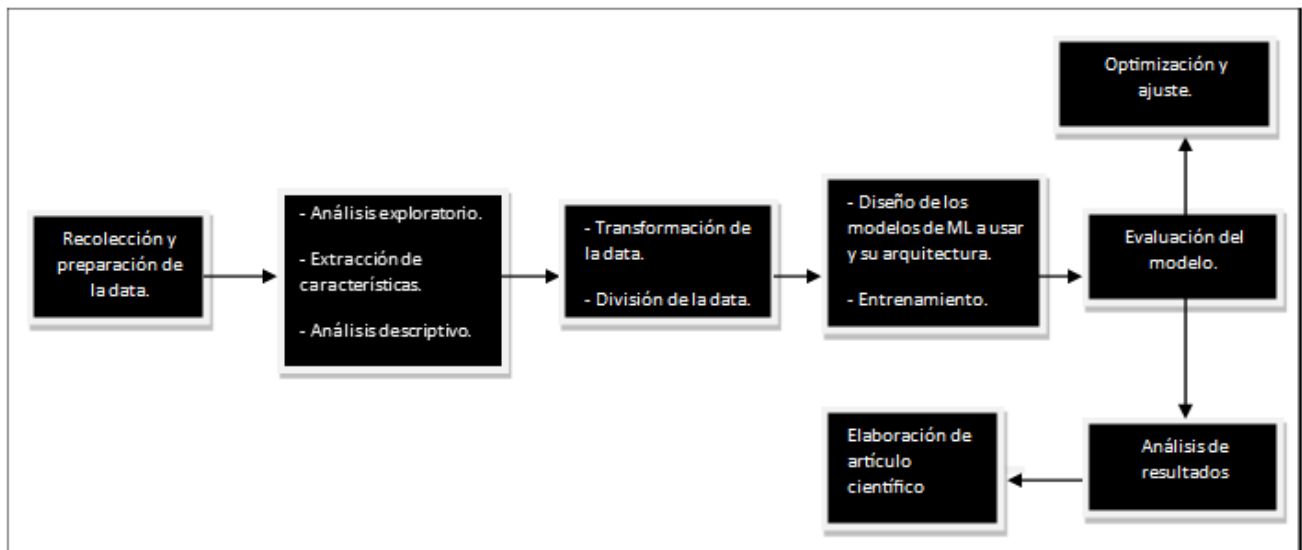 Recolección y
preparación de
la data.
- Análisis exploratorio.
- Extracción de
características.
- Análisis descriptivo.
- Transformación de
la data.
- División de la data.
- Diseño de los
modelos de ML a usar
y su arquitectura.
- Entrenamiento.
Evaluación del
modelo.
Optimización y
ajuste.
Análisis de
resultados
Elaboración de
artículo
científico